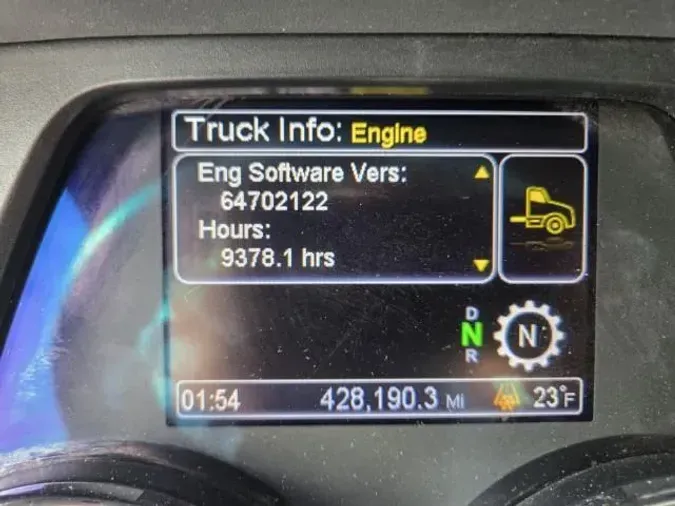 Truck Info: Engine
Eng Software Vers:
64702122
Hours:
9378.1 hrs
D
N
R
N
01:54 428,190.3 MI 23°F